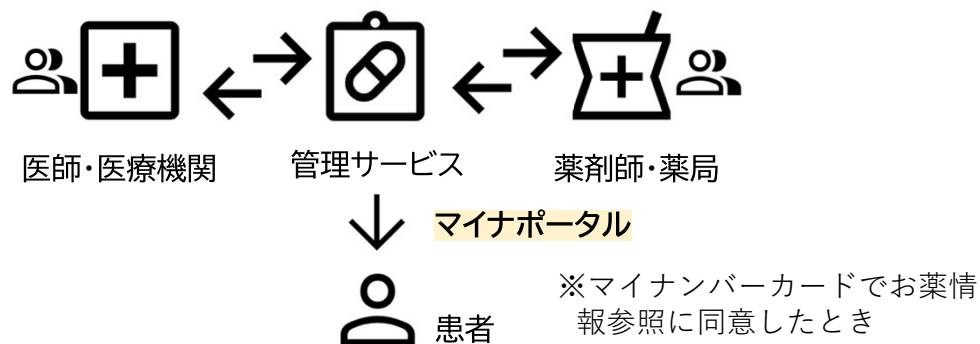 医師・医療機関
管理サービス
薬剤師・薬局
マイナポータル
※マイナンバーカードでお薬情
報参照に同意したとき
患者